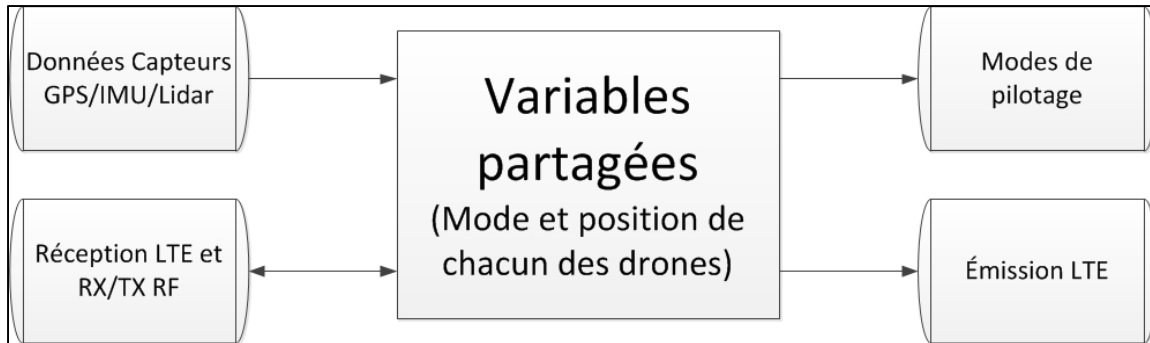 Données Capteurs
GPS/IMU/Lidar
Réception LTE et
RX/TX RF
Variables
partagées
(Mode et position de
chacun des drones)
Modes de
pilotage
Émission LTE